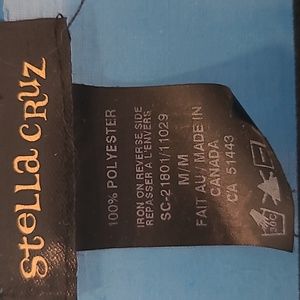 Stella Cruz
100% POLYESTER
IRON ON REVERSE SIDE
REPASSER A L'ENVERS
SC-21801/11029
M/M
FAIT AU/MADE IN
CANADA
CA 51443
30C